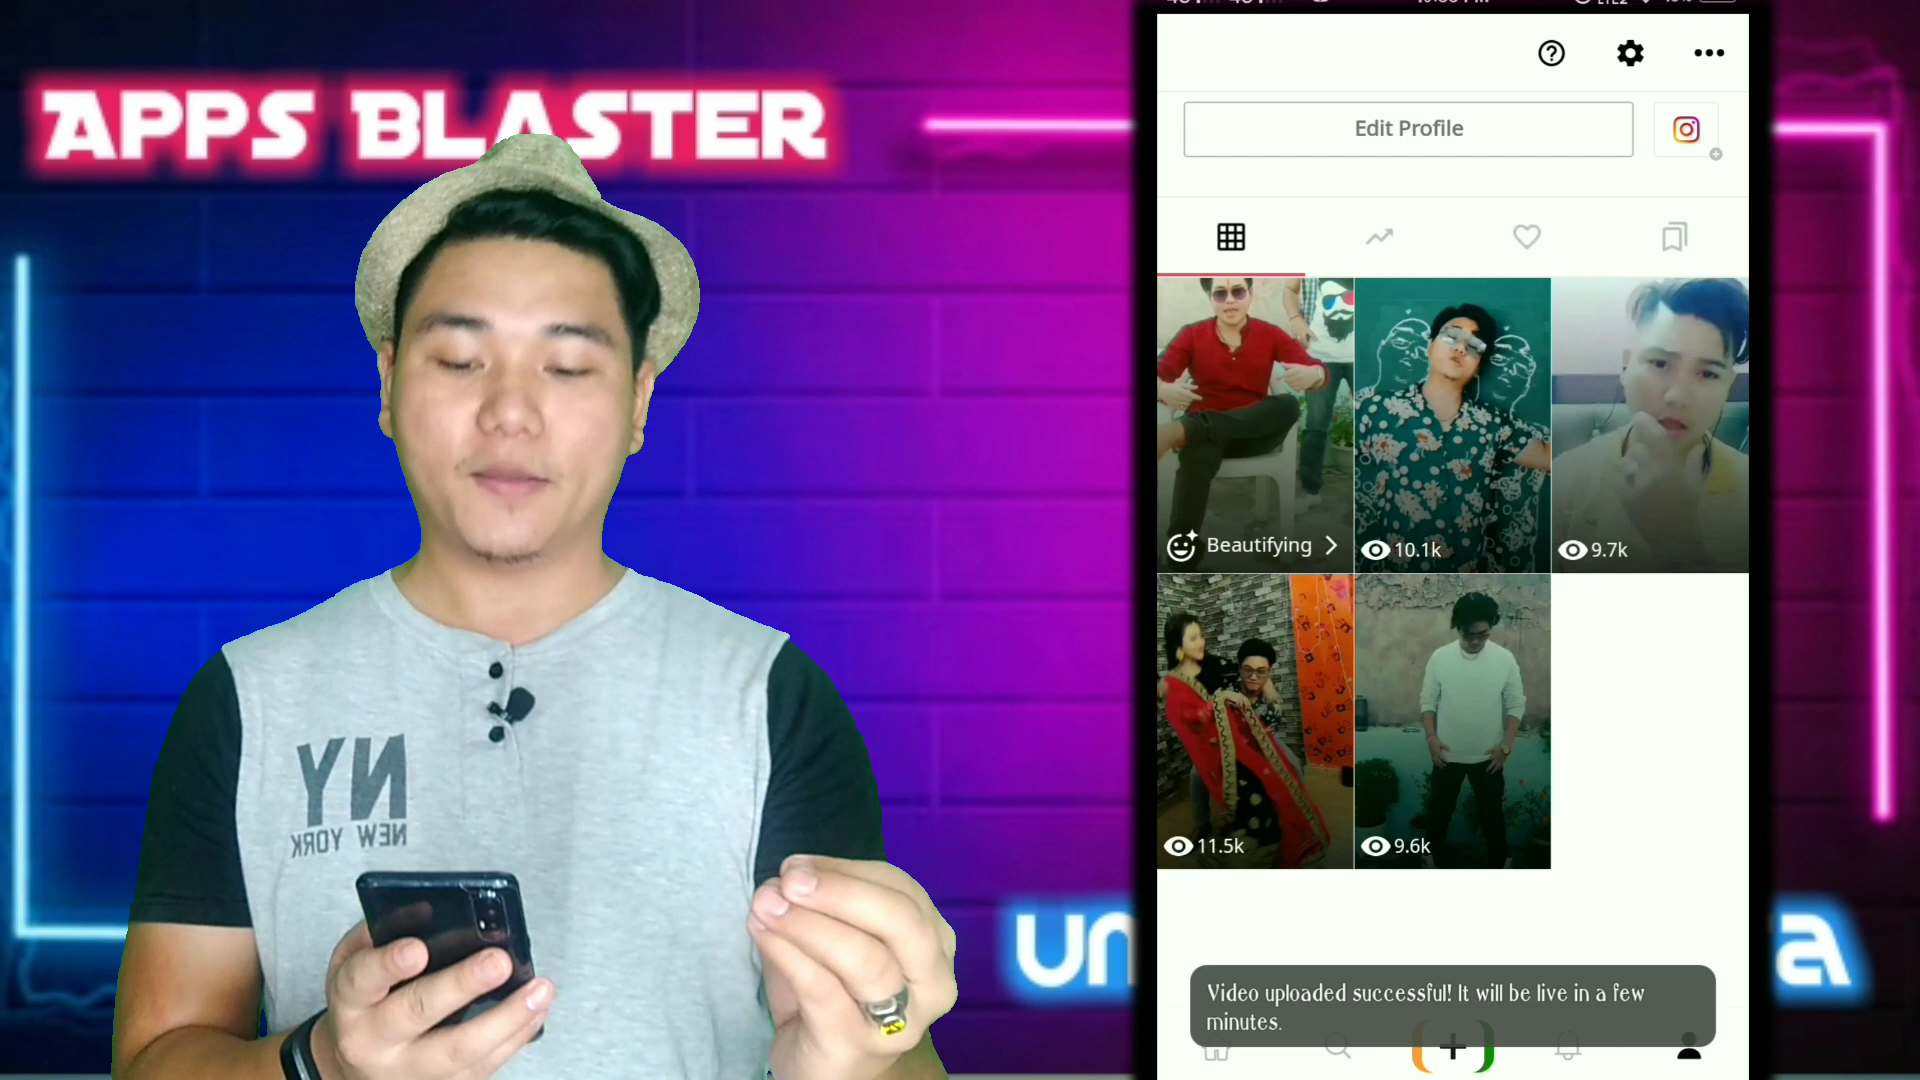 APPS BLASTER
NY
NEW YORK
un
a
Edit Profile
Beautifying
10.1k
9.7k
11.5k
9.6k
Video uploaded successful! It will be live in a few
minutes.